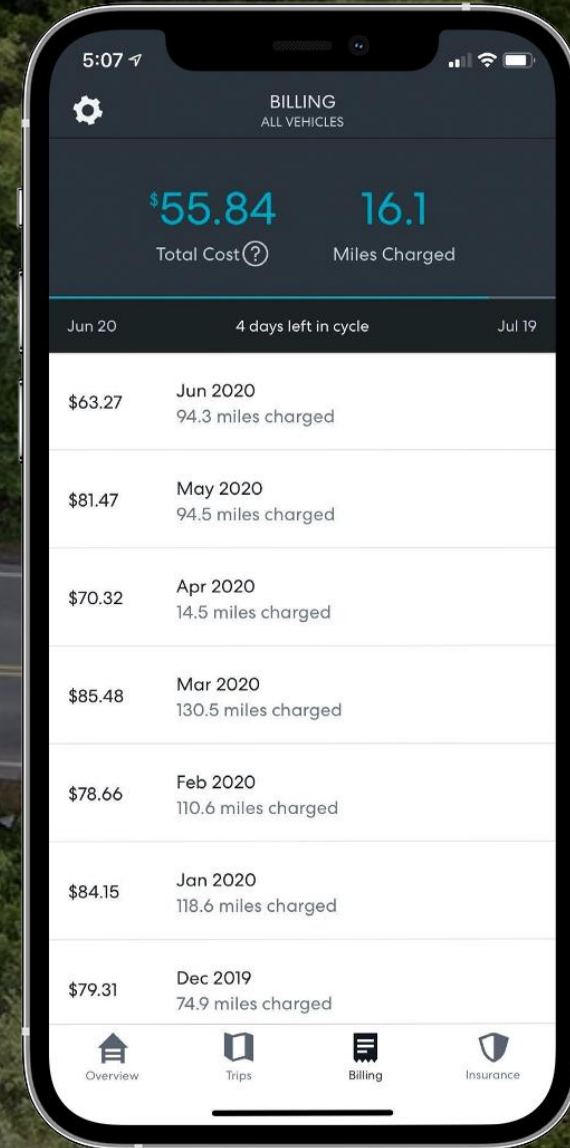 5:07
BILLING
ALL VEHICLES
$55.84 16.1
Total Cost ? Miles Charged
Jun 20 4 days left in cycle Jul 19
$63.27 Jun 2020
94.3 miles charged
$81.47 May 2020
94.5 miles charged
$70.32 Apr 2020
14.5 miles charged
$85.48 Mar 2020
130.5 miles charged
$78.66 Feb 2020
110.6 miles charged
$84.15 Jan 2020
118.6 miles charged
$79.31 Dec 2019
74.9 miles charged
Overview Trips Billing Insurance